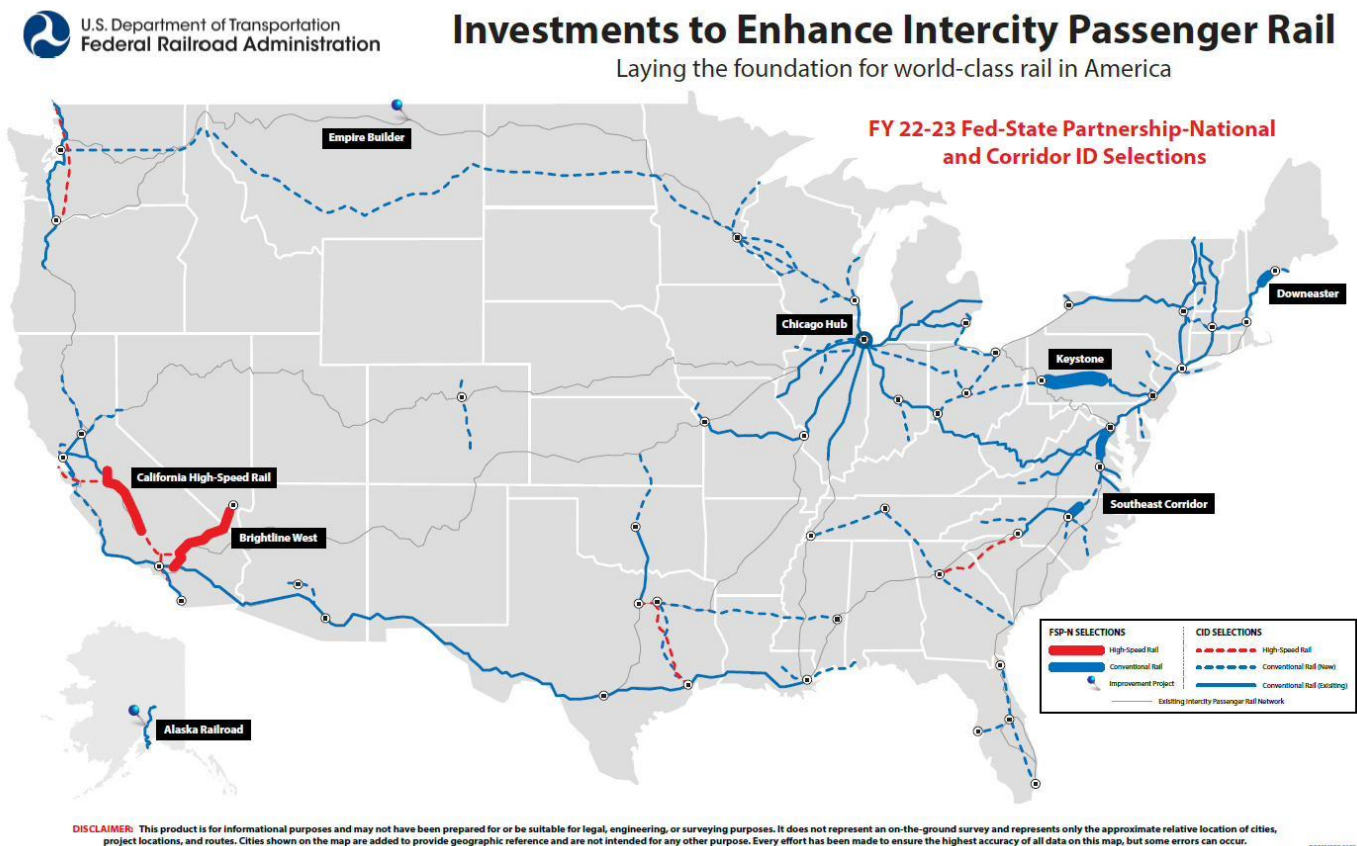 U.S. Department of Transportation
Federal Railroad Administration
Investments to Enhance Intercity Passenger Rail
Laying the foundation for world-class rail in America
FY 22-23 Fed-State Partnership-National
and Corridor ID Selections
Empire Builder
Downeaster
Chicago Hub
Keystone
California High-Speed Rail
Southeast Corridor
Brightline West
Alaska Railroad
FSP-N SELECTIONS
High-Speed Rail
Conventional Rail
Improvement Project
CID SELECTIONS
High-Speed Rail
Conventional Rail (New)
Conventional Rail (Exisiting)
Exisiting Intercity Passenger Rail Network
DISCLAIMER: This product is for informational purposes and may not have been prepared for or be suitable for legal, engineering, or surveying purposes. It does not represent an on-the-ground survey and represents only the approximate relative location of cities,
project locations, and routes. Cities shown on the map are added to provide geographic reference and are not intended for any other purpose. Every effort has been made to ensure the highest accuracy of all data on this map, but some errors can occur.